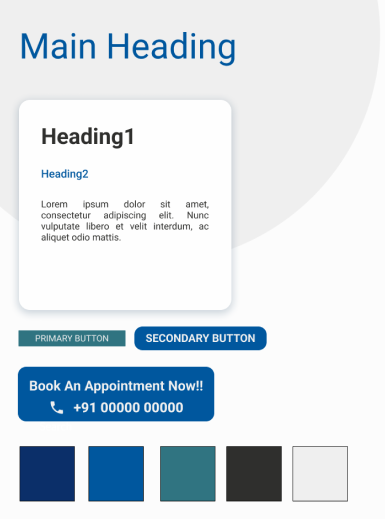 Main Heading
Heading1
Heading2
Lorem ipsum dolor sit amet,
consectetur adipiscing elit. Nunc
vulputate libero et velit interdum, ac
aliquet odio mattis.
PRIMARY BUTTON
SECONDARY BUTTON
Book An Appointment Now!!
+91 00000 00000